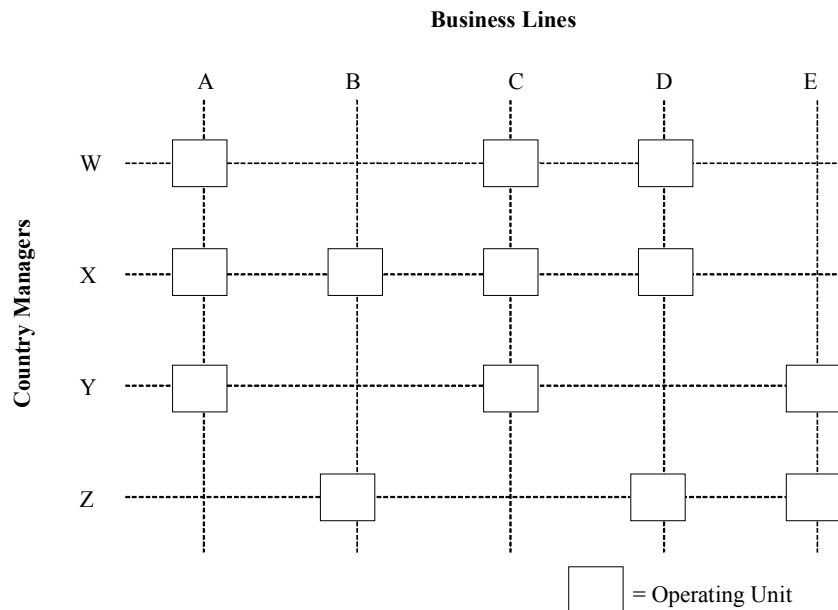 Business Lines
A B C D E
Country Managers
W
X
Y
Z
= Operating Unit